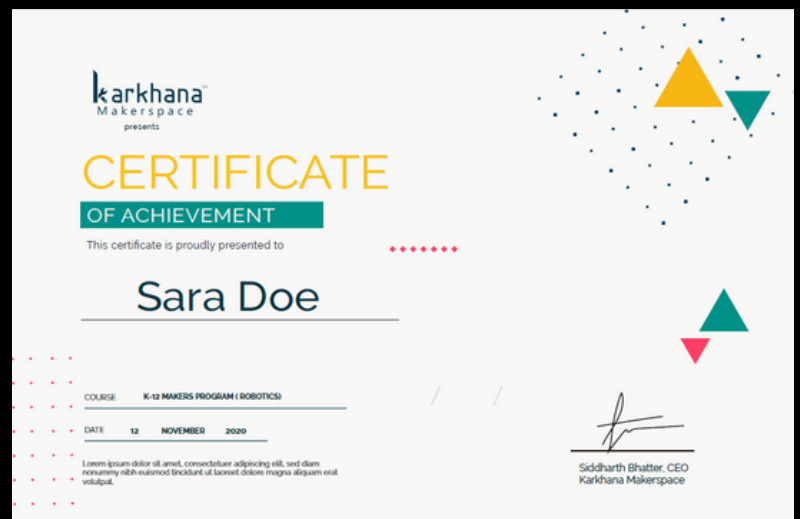 karkhana™
Makerspace
presents
CERTIFICATE
OF ACHIEVEMENT
This certificate is proudly presented to
Sara Doe
COURSE K-12 MAKERS PROGRAM ( ROBOTICS)
/ /
DATE 12 NOVEMBER 2020
Lorem ipsum dolor sit amet, consectetuer adipiscing elit, sed diam
nonummy nibh euismod tincidunt ut laoreet dolore magna aliquam erat
volutpat.
Siddharth Bhatter, CEO
Karkhana Makerspace